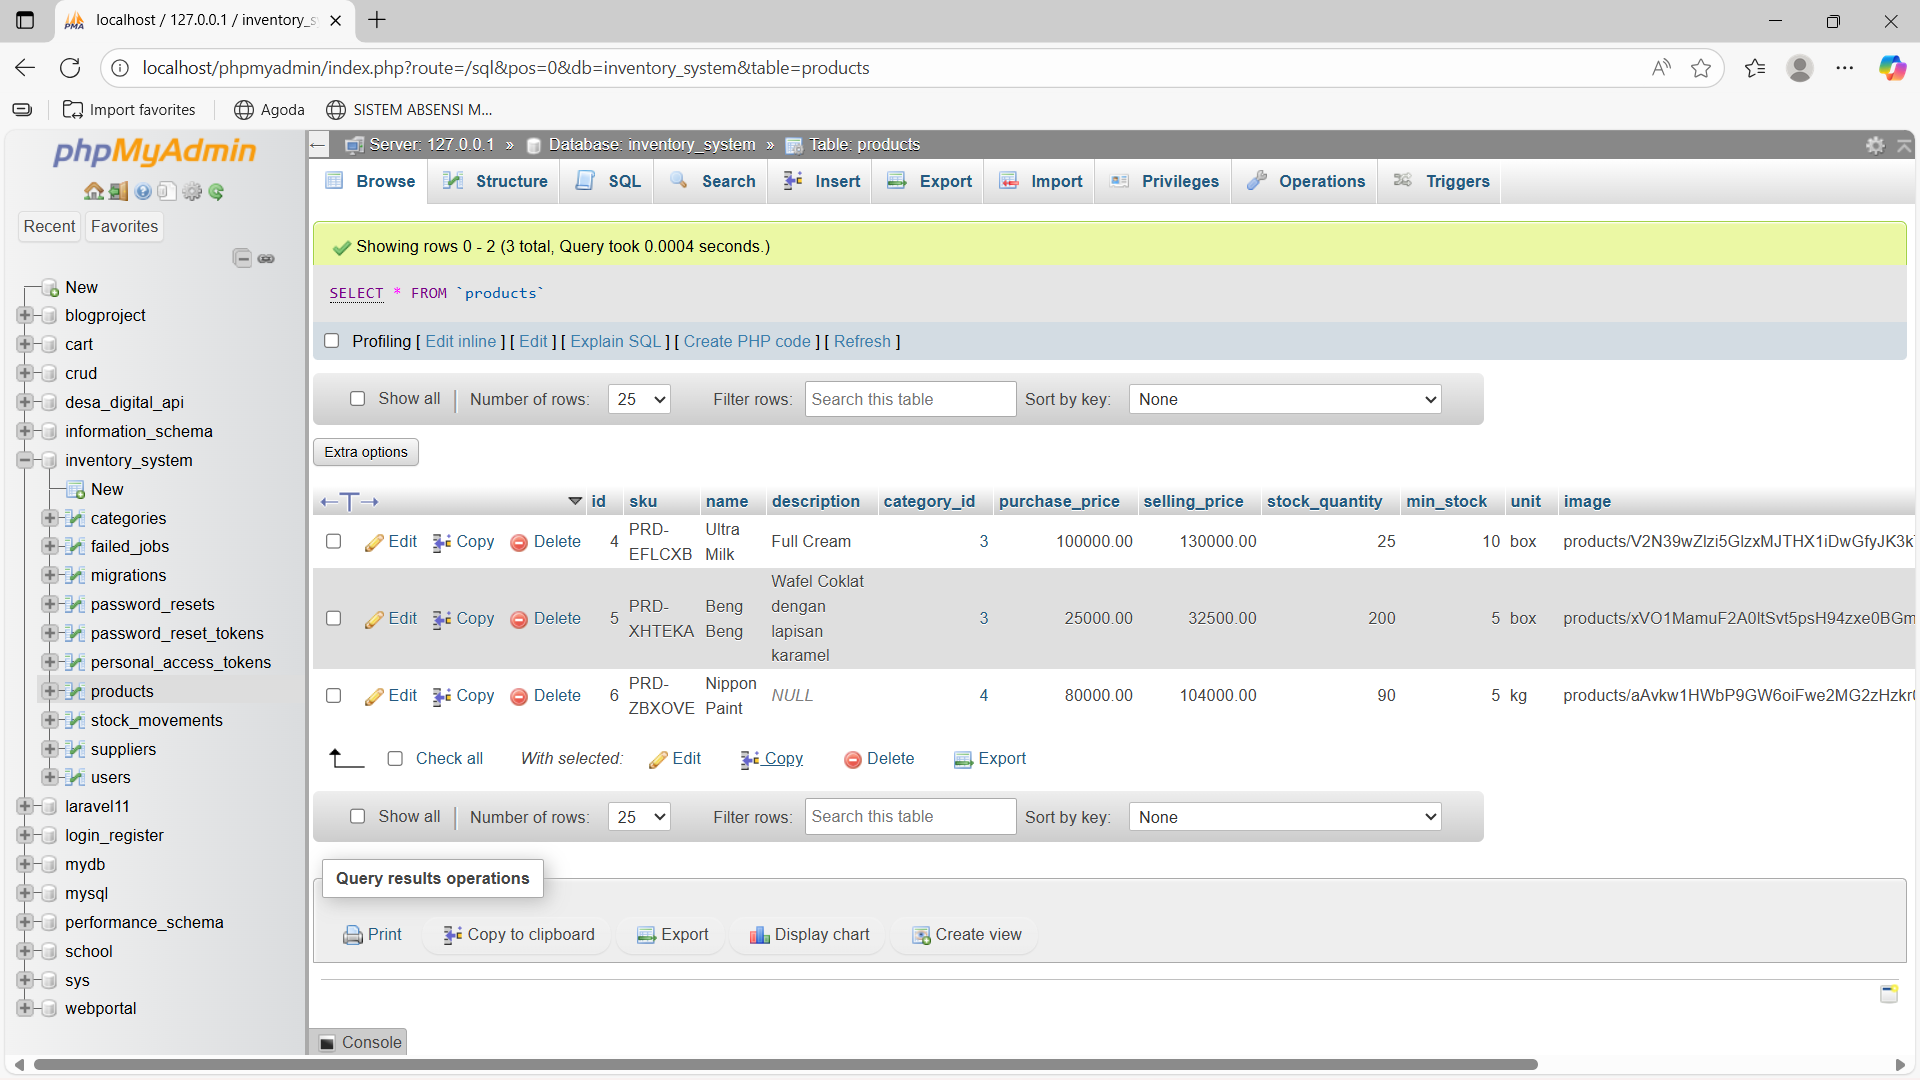 localhost / 127.0.0.1 / inventory_s
localhost/phpmyadmin/index.php?route=/sql&pos=0&db=inventory_system&table=products
Import favorites
Agoda
SISTEM ABSENSI M...
phpMyAdmin
Recent
Favorites
New
blogproject
cart
crud
desa_digital_api
information_schema
inventory_system
New
categories
failed_jobs
migrations
password_resets
password_reset_tokens
personal_access_tokens
products
stock_movements
suppliers
users
laravel11
login_register
mydb
mysql
performance_schema
school
sys
webportal
Server: 127.0.0.1 » Database: inventory_system » Table: products
Browse Structure SQL Search Insert Export Import Privileges Operations Triggers
Showing rows 0 - 2 (3 total, Query took 0.0004 seconds.)
SELECT * FROM `products`
Profiling [ Edit inline ] [ Edit ] [ Explain SQL ] [ Create PHP code ] [ Refresh ]
Show all Number of rows: 25 Filter rows: Search this table Sort by key: None
Extra options
id sku name description category_id purchase_price selling_price stock_quantity min_stock unit image
Edit Copy Delete 4 PRD-EFLCXB Ultra Milk Full Cream 3 100000.00 130000.00 25 10 box
Edit Copy Delete 5 PRD-XHTEKA Beng Beng Wafel Coklat dengan lapisan karamel 3 25000.00 32500.00 200 5 box
Edit Copy Delete 6 PRD-ZBXOVE Nippon Paint NULL 4 80000.00 104000.00 90 5 kg
Check all With selected: Edit Copy Delete Export
Show all Number of rows: 25 Filter rows: Search this table Sort by key: None
Query results operations
Print Copy to clipboard Export Display chart Create view
Console